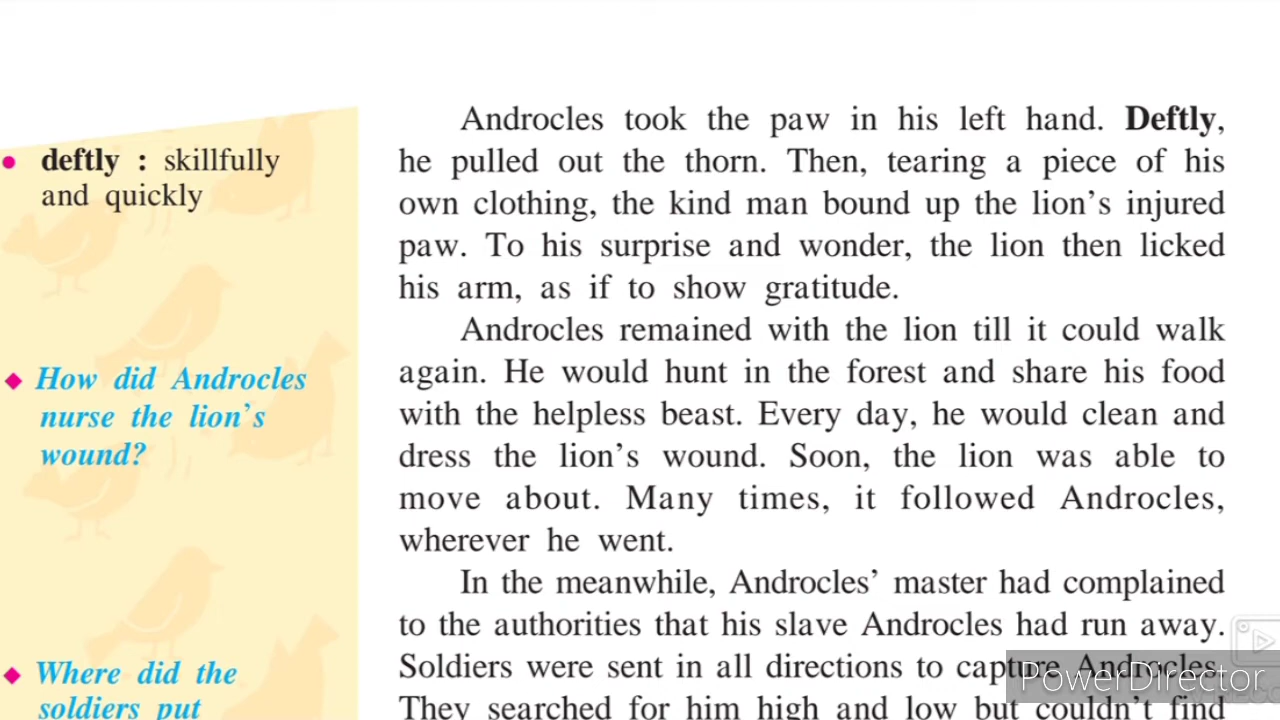 • deftly : skillfully
and quickly
◆ How did Androcles
nurse the lion's
wound?
◆ Where did the
soldiers put
Androcles took the paw in his left hand. Deftly,
he pulled out the thorn. Then, tearing a piece of his
own clothing, the kind man bound up the lion's injured
paw. To his surprise and wonder, the lion then licked
his arm, as if to show gratitude.
Androcles remained with the lion till it could walk
again. He would hunt in the forest and share his food
with the helpless beast. Every day, he would clean and
dress the lion's wound. Soon, the lion was able to
move about. Many times, it followed Androcles,
wherever he went.
In the meanwhile, Androcles' master had complained
to the authorities that his slave Androcles had run away.
Soldiers were sent in all directions to capture Androcles.
They searched for him high and low but couldn't find
PowerDirector